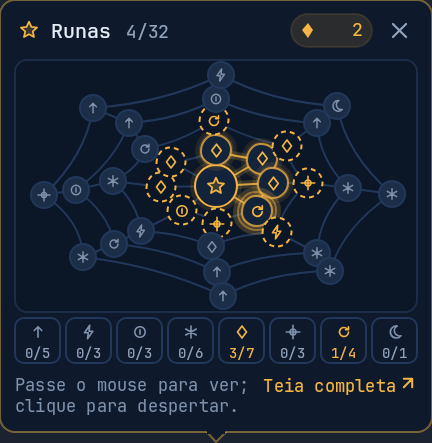 Runas 4/32 2
0/5 0/3 0/3 0/6 3/7 0/3 1/4 0/1
Passe o mouse para ver; Teia completa
clique para despertar.